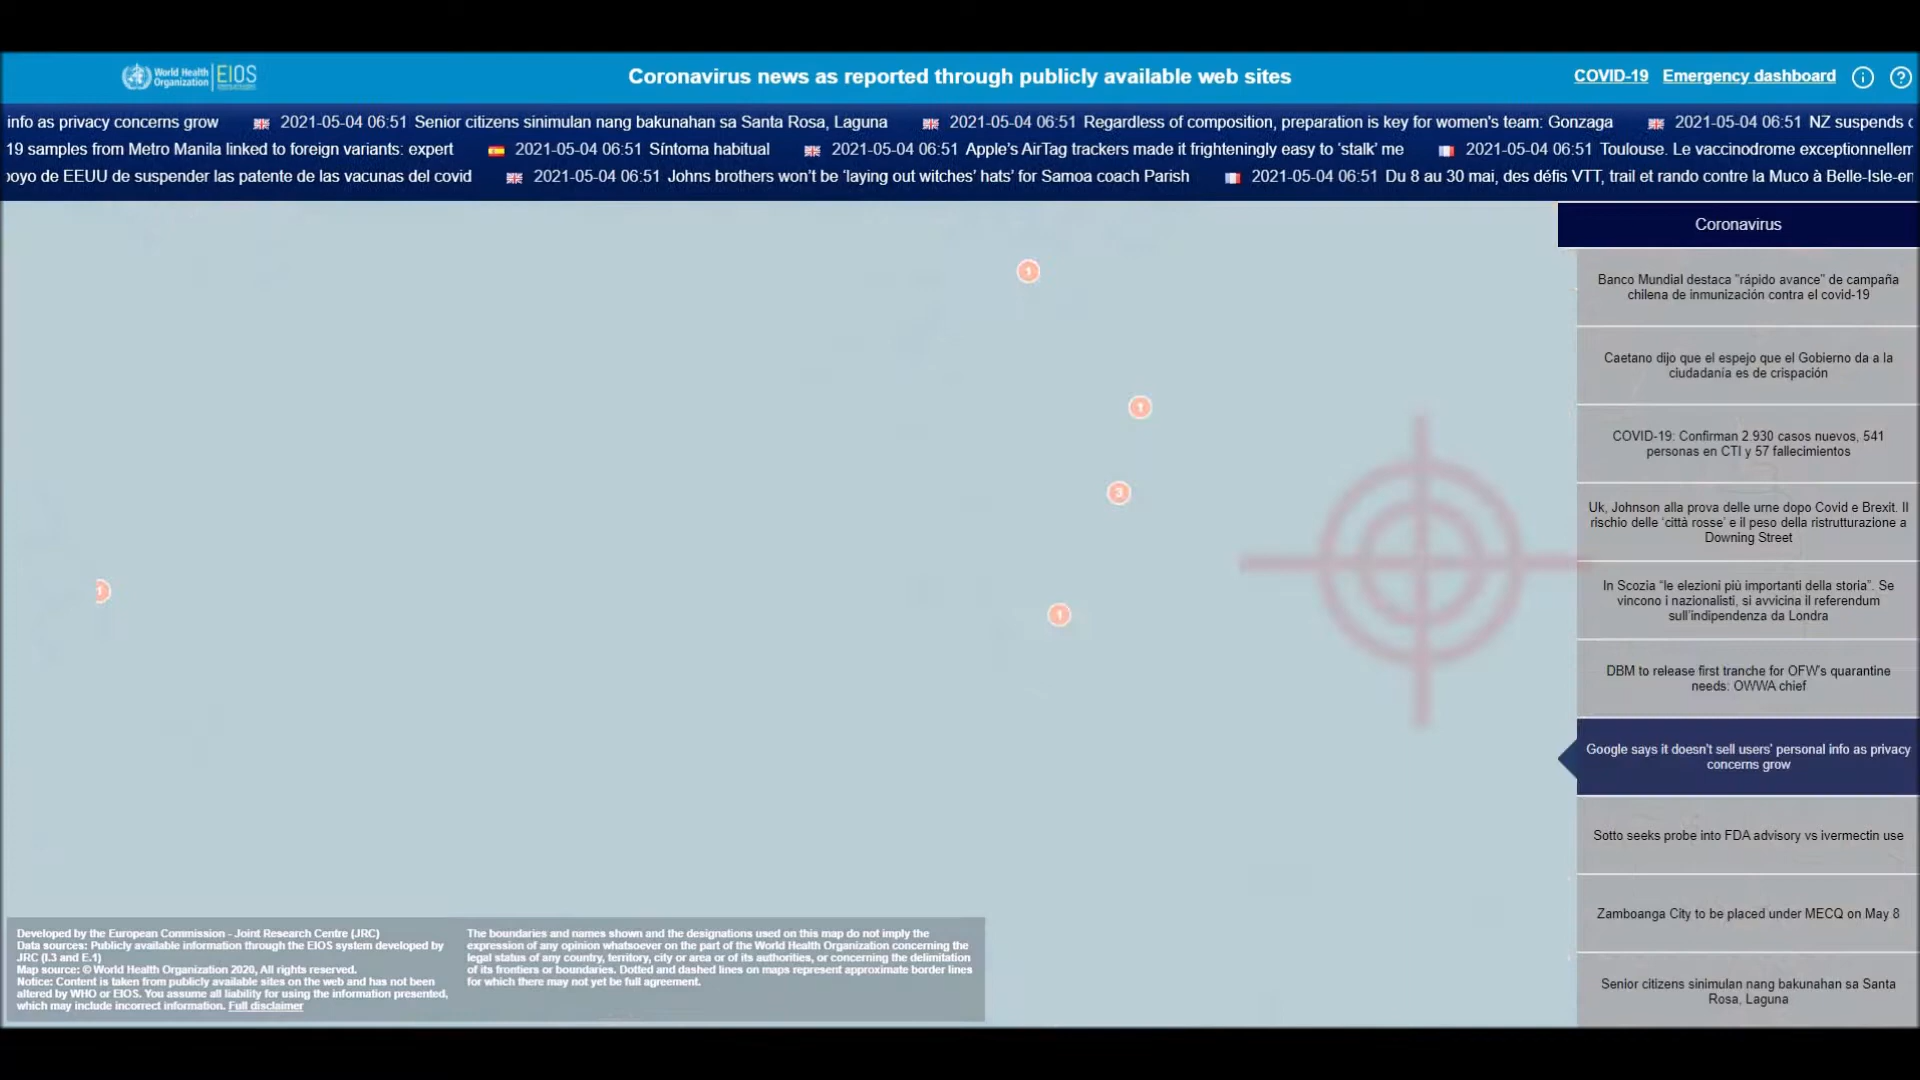 World Health
Organization
EIOS
Coronavirus news as reported through publicly available web sites
COVID-19 Emergency dashboard
info as privacy concerns grow 2021-05-04 06:51 Senior citizens sinimulan nang bakunahan sa Santa Rosa, Laguna 2021-05-04 06:51 Regardless of composition, preparation is key for women's team: Gonzaga 2021-05-04 06:51 NZ suspends
19 samples from Metro Manila linked to foreign variants: expert 2021-05-04 06:51 Síntoma habitual 2021-05-04 06:51 Apple's AirTag trackers made it frighteningly easy to 'stalk' me 2021-05-04 06:51 Toulouse. Le vaccinodrome exceptionnellem
poyo de EEUU de suspender las patente de las vacunas del covid 2021-05-04 06:51 Johns brothers won't be 'laying out witches' hats' for Samoa coach Parish 2021-05-04 06:51 Du 8 au 30 mai, des défis VTT, trail et rando contre la Muco à Belle-Isle-en
Coronavirus
Banco Mundial destaca "rápido avance" de campaña
chilena de inmunización contra el covid-19
Caetano dijo que el espejo que el Gobierno da a la
ciudadanía es de crispación
COVID-19: Confirman 2.930 casos nuevos, 541
personas en CTI y 57 fallecimientos
Uk, Johnson alla prova delle urne dopo Covid e Brexit. Il
rischio delle 'città rosse' e il peso della ristrutturazione a
Downing Street
In Scozia "le elezioni più importanti della storia". Se
vincono i nazionalisti, si avvicina il referendum
sull'indipendenza da Londra
DBM to release first tranche for OFW's quarantine
needs: OWWA chief
Google says it doesn't sell users' personal info as privacy
concerns grow
Sotto seeks probe into FDA advisory vs ivermectin use
Zamboanga City to be placed under MECQ on May 8
Senior citizens sinimulan nang bakunahan sa Santa
Rosa, Laguna
1
1
3
1
1
Developed by the European Commission - Joint Research Centre (JRC)
Data sources: Publicly available information through the EIOS system developed by
JRC (I.3 and E.1)
Map source: © World Health Organization 2020, All rights reserved.
Notice: Content is taken from publicly available sites on the web and has not been
altered by WHO or EIOS. You assume all liability for using the information presented,
which may include incorrect information. Full disclaimer
The boundaries and names shown and the designations used on this map do not imply the
expression of any opinion whatsoever on the part of the World Health Organization concerning the
legal status of any country, territory, city or area or of its authorities, or concerning the delimitation
of its frontiers or boundaries. Dotted and dashed lines on maps represent approximate border lines
for which there may not yet be full agreement.